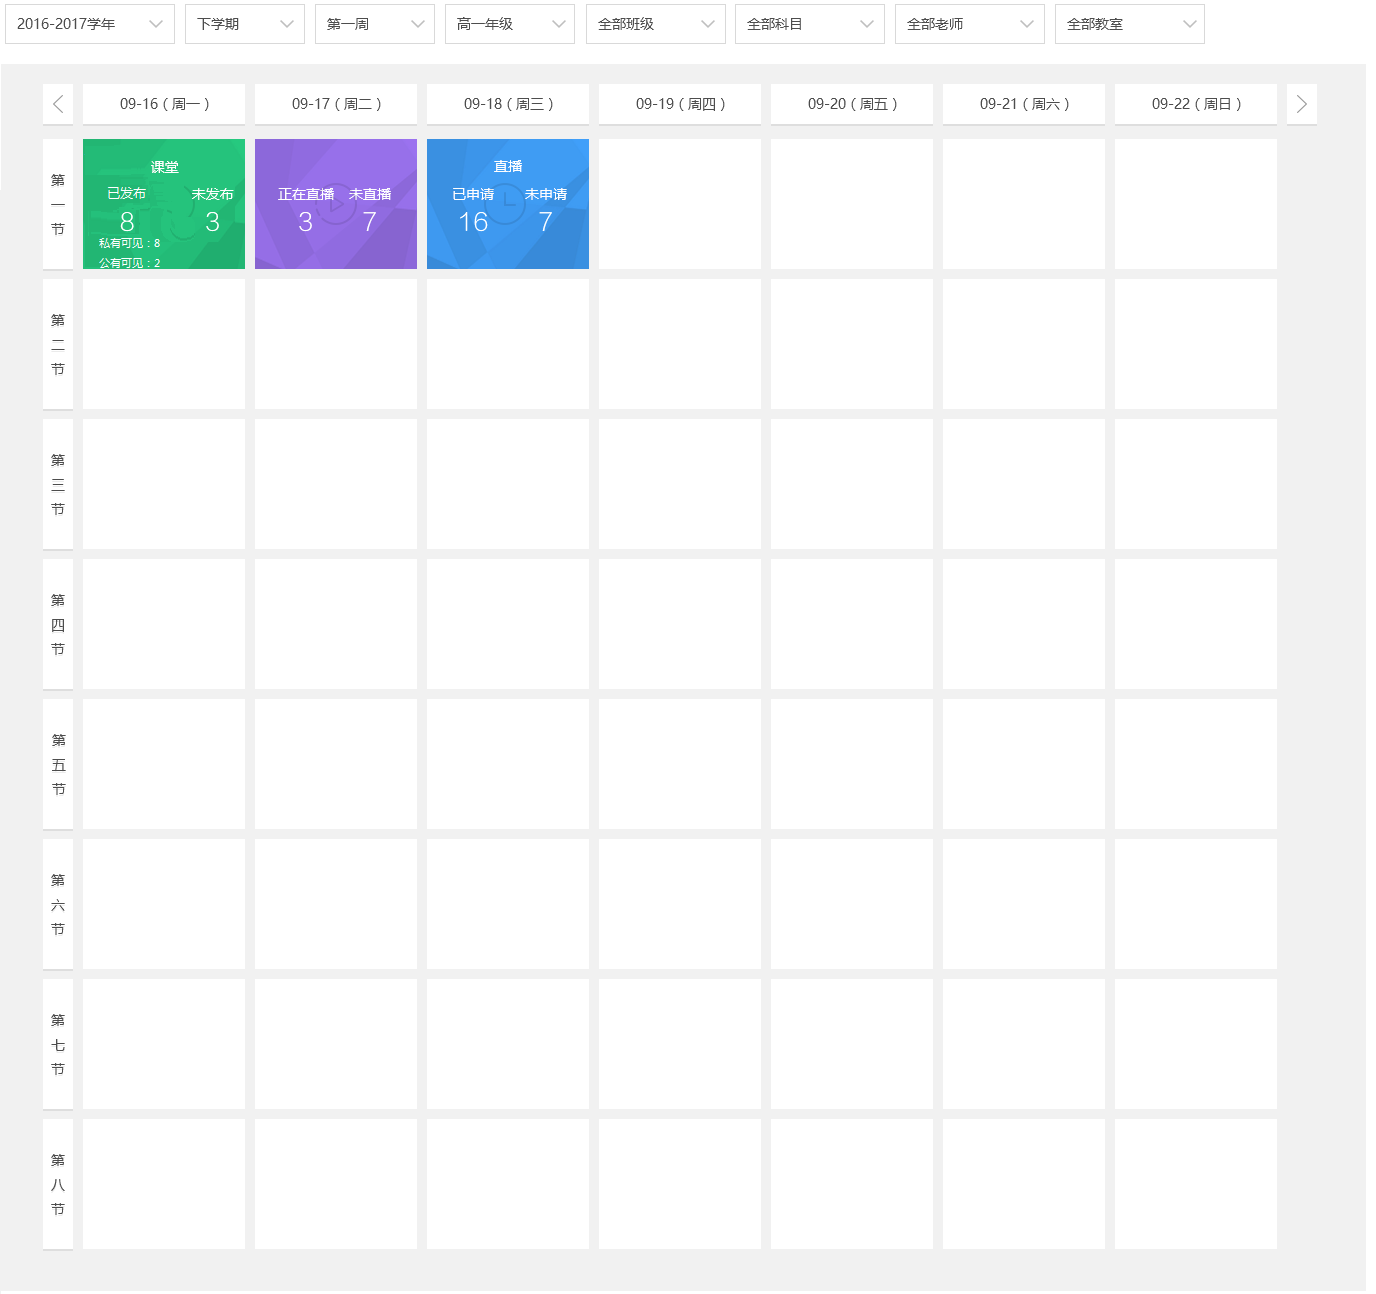 2016-2017学年
下学期
第一周
高一年级
全部班级
全部科目
全部老师
全部教室
09-16 ( 周一 )
09-17 ( 周二 )
09-18 ( 周三 )
09-19 ( 周四 )
09-20 ( 周五 )
09-21 ( 周六 )
09-22 ( 周日 )
第一节
课堂
已发布 未发布
8 3
私有可见：8
公有可见：2
正在直播 未直播
3 7
直播
已申请 未申请
16 7
第二节
第三节
第四节
第五节
第六节
第七节
第八节